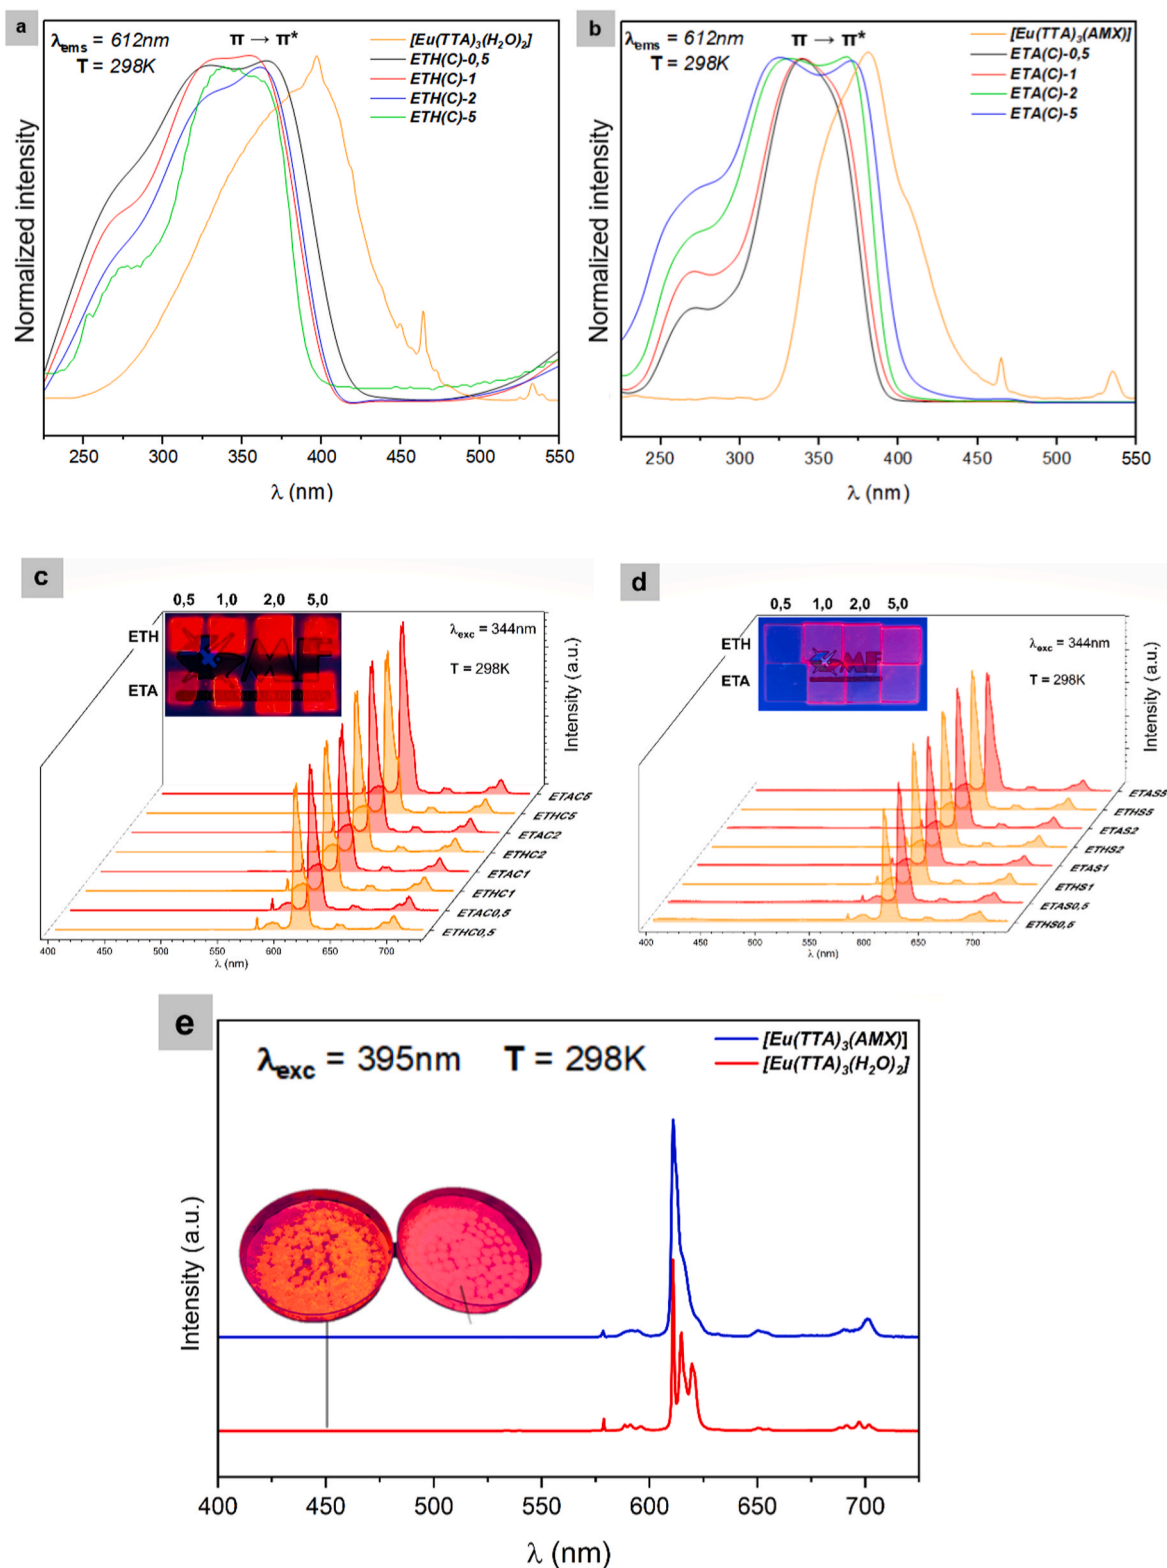 a
λems = 612nm
T = 298K
π → π*
[Eu(TTA)3(H2O)2]
ETH(C)-0,5
ETH(C)-1
ETH(C)-2
ETH(C)-5
Normalized intensity
250 300 350 400 450 500 550
λ (nm)
b
λems = 612nm
T = 298K
π → π*
[Eu(TTA)3(AMX)]
ETA(C)-0,5
ETA(C)-1
ETA(C)-2
ETA(C)-5
Normalized intensity
250 300 350 400 450 500 550
λ (nm)
c
0,5 1,0 2,0 5,0
ETH
ETA
λexc = 344nm
T = 298K
Intensity (a.u.)
ETAC5
ETHC5
ETAC2
ETHC2
ETAC1
ETHC1
ETAC0,5
ETHC0,5
400 450 500 550 600 650 700
λ (nm)
d
0,5 1,0 2,0 5,0
ETH
ETA
λexc = 344nm
T = 298K
Intensity (a.u.)
ETAS5
ETHS5
ETAS2
ETHS2
ETAS1
ETHS1
ETAS0,5
ETHS0,5
400 450 500 550 600 650 700
λ (nm)
e
λexc = 395nm T = 298K
[Eu(TTA)3(AMX)]
[Eu(TTA)3(H2O)2]
Intensity (a.u.)
400 450 500 550 600 650 700
λ (nm)